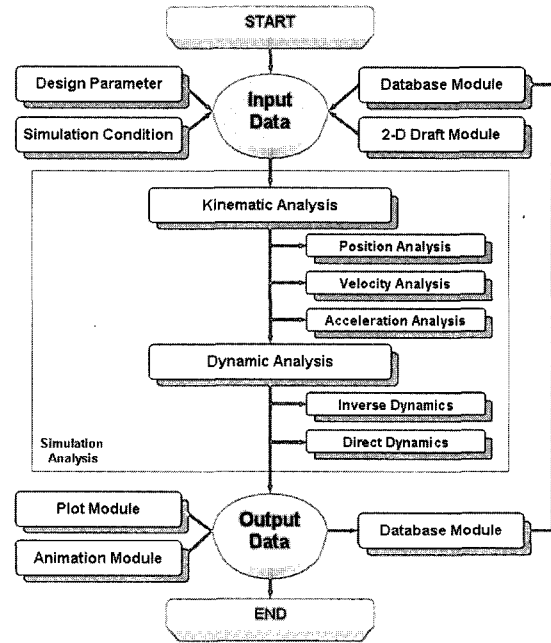 START
Design Parameter
Input
Data
Database Module
Simulation Condition
2-D Draft Module
Kinematic Analysis
Position Analysis
Velocity Analysis
Acceleration Analysis
Dynamic Analysis
Inverse Dynamics
Direct Dynamics
Simulation
Analysis
Plot Module
Output
Data
Database Module
Animation Module
END